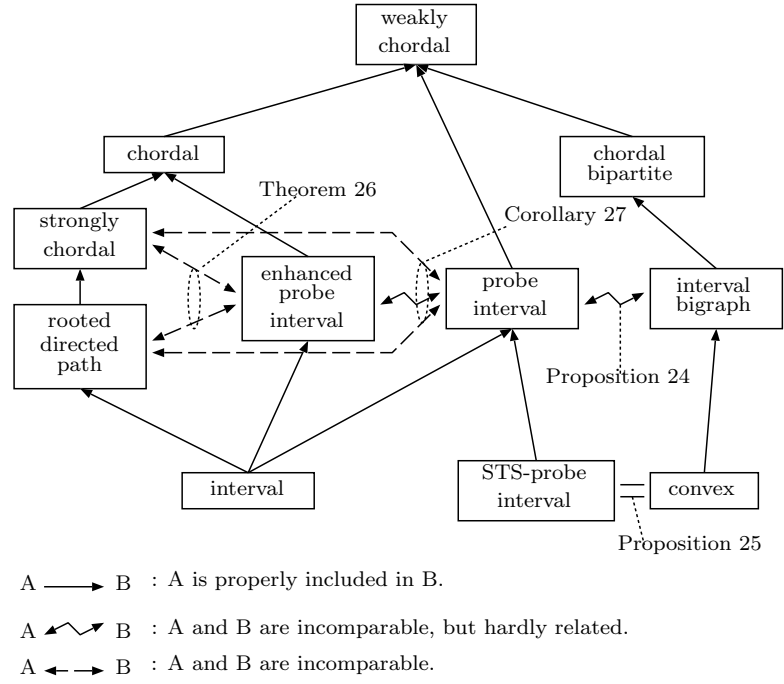 weakly
chordal
chordal
chordal
bipartite
Theorem 26
strongly
chordal
Corollary 27
enhanced
probe
interval
probe
interval
interval
bigraph
rooted
directed
path
Proposition 24
interval
STS-probe
interval
convex
Proposition 25
A B : A is properly included in B.
A B : A and B are incomparable, but hardly related.
A B : A and B are incomparable.